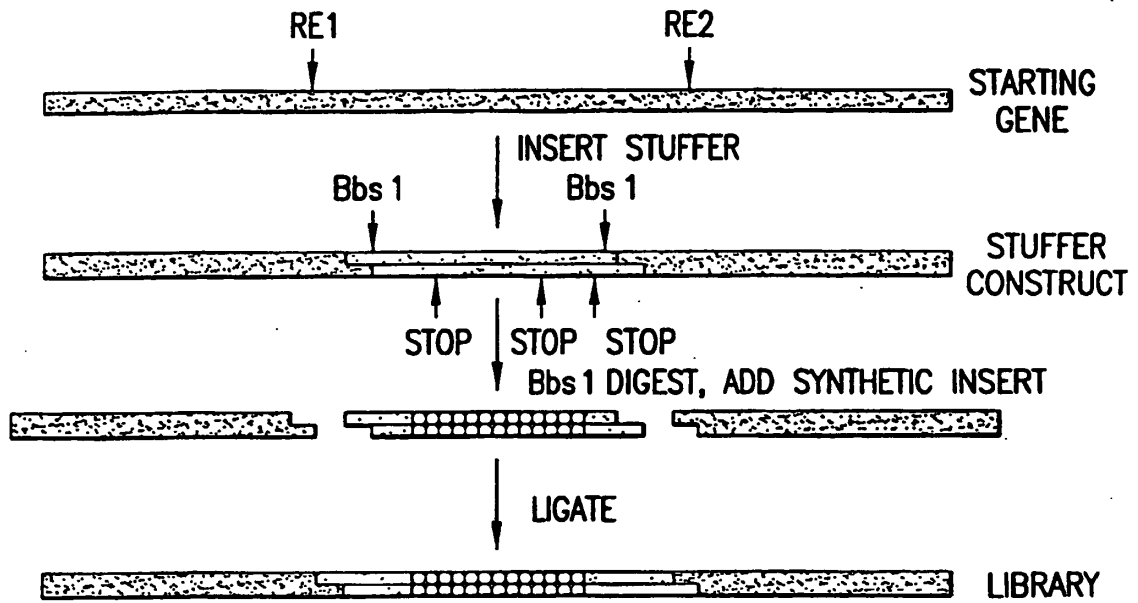 RE1
RE2
STARTING
GENE
INSERT STUFFER
Bbs 1
Bbs 1
STUFFER
CONSTRUCT
STOP
STOP
STOP
Bbs 1 DIGEST, ADD SYNTHETIC INSERT
LIGATE
LIBRARY